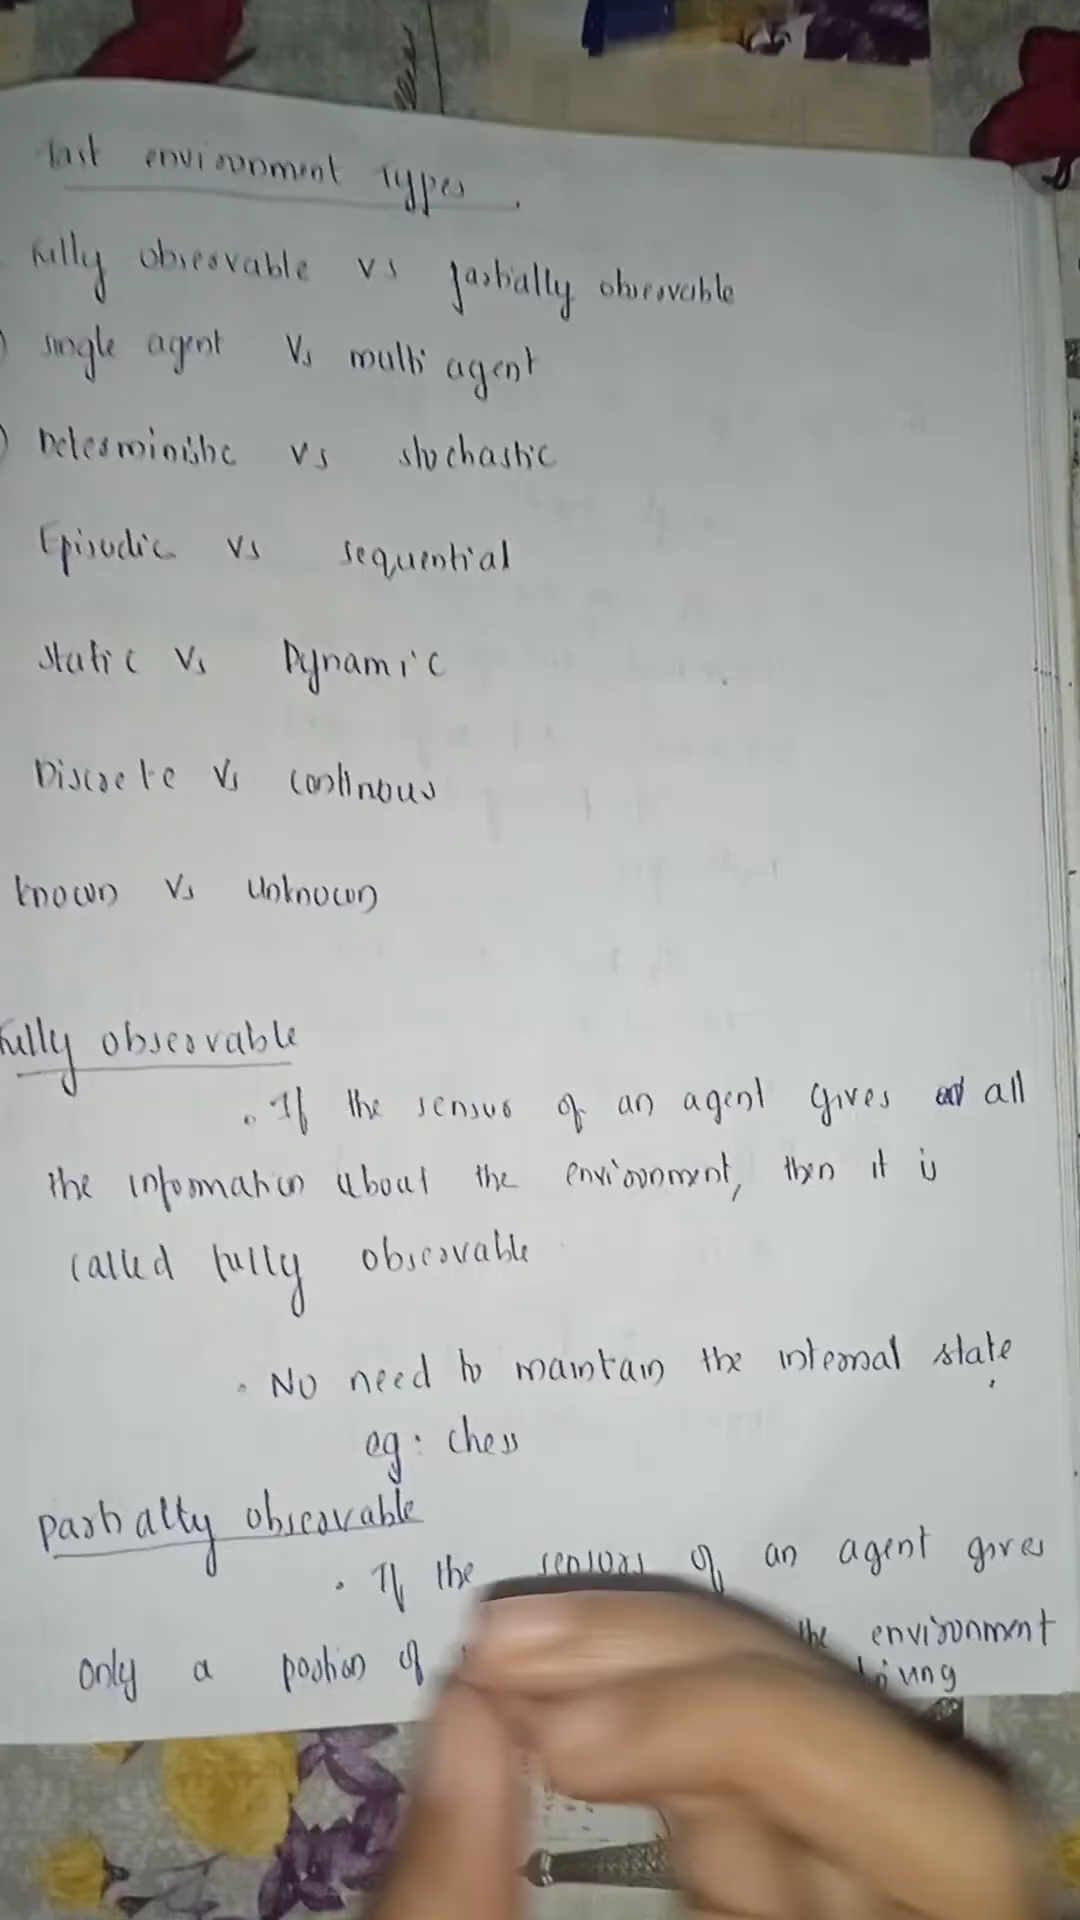 Task environment Types
Fully observable vs partially observable
) single agent Vs multi agent
) Deterministic vs stochastic
Episodic vs sequential
Static Vs Dynamic
Discrete Vs continous
known Vs unknown
Fully observable
. If the sensus of an agent gives all
the information about the environment, then it is
called fully observable
. No need to maintain the internal state
eg: chess
partially observable
. If the sensors of an agent gives
only a portion of the environment